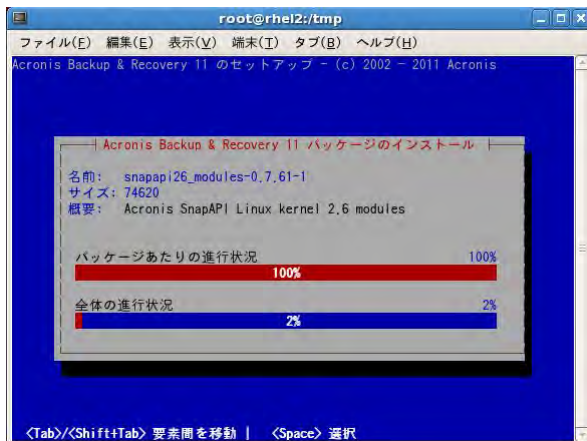 root@rhel2:/tmp
ファイル(F) 編集(E) 表示(V) 端末(T) タブ(B) ヘルプ(H)
Acronis Backup & Recovery 11 のセットアップ - (c) 2002 - 2011 Acronis
Acronis Backup & Recovery 11 パッケージのインストール
名前: snapapi26_modules-0.7.61-1
サイズ: 74620
概要: Acronis SnapAPI Linux kernel 2.6 modules
パッケージあたりの進行状況 100%
100%
全体の進行状況 2%
2%
<Tab>/<Shift+Tab> 要素間を移動 | <Space> 選択